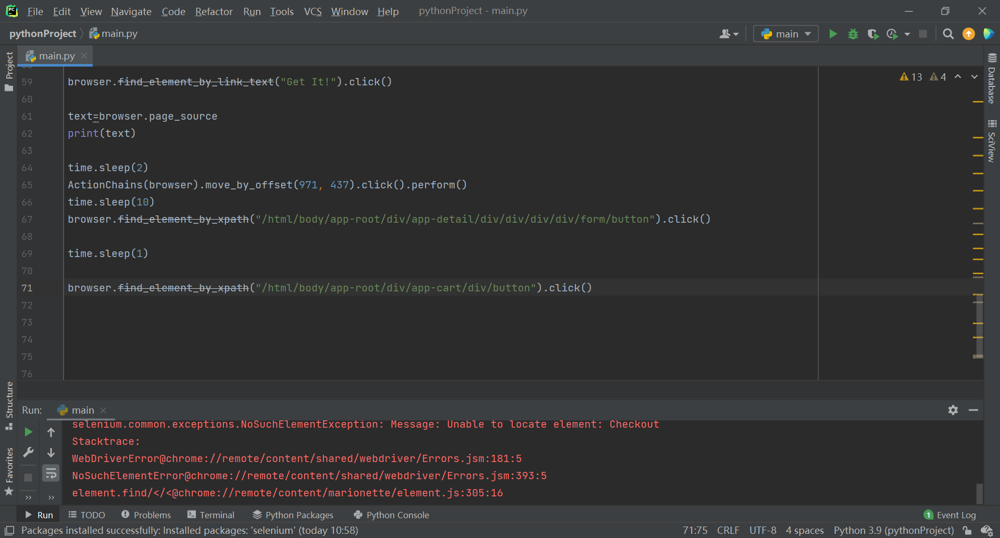 File Edit View Navigate Code Refactor Run Tools VCS Window Help pythonProject - main.py
pythonProject main.py main
Project
main.py
59 browser.find_element_by_link_text("Get It!").click()
13 4
60
61 text=browser.page_source
62 print(text)
63
64 time.sleep(2)
65 ActionChains(browser).move_by_offset(971, 437).click().perform()
66 time.sleep(10)
67 browser.find_element_by_xpath("/html/body/app-root/div/app-detail/div/div/div/div/form/button").click()
68
69 time.sleep(1)
70
71 browser.find_element_by_xpath("/html/body/app-root/div/app-cart/div/button").click()
72
73
74
75
76
Database
SciView
Structure
Favorites
Run: main
selenium.common.exceptions.NoSuchElementException: Message: Unable to locate element: Checkout
Stacktrace:
WebDriverError@chrome://remote/content/shared/webdriver/Errors.jsm:181:5
NoSuchElementError@chrome://remote/content/shared/webdriver/Errors.jsm:393:5
element.find/</<@chrome://remote/content/marionette/element.js:305:16
Run TODO Problems Terminal Python Packages Python Console 1 Event Log
Packages installed successfully: Installed packages: 'selenium' (today 10:58) 71:75 CRLF UTF-8 4 spaces Python 3.9 (pythonProject)